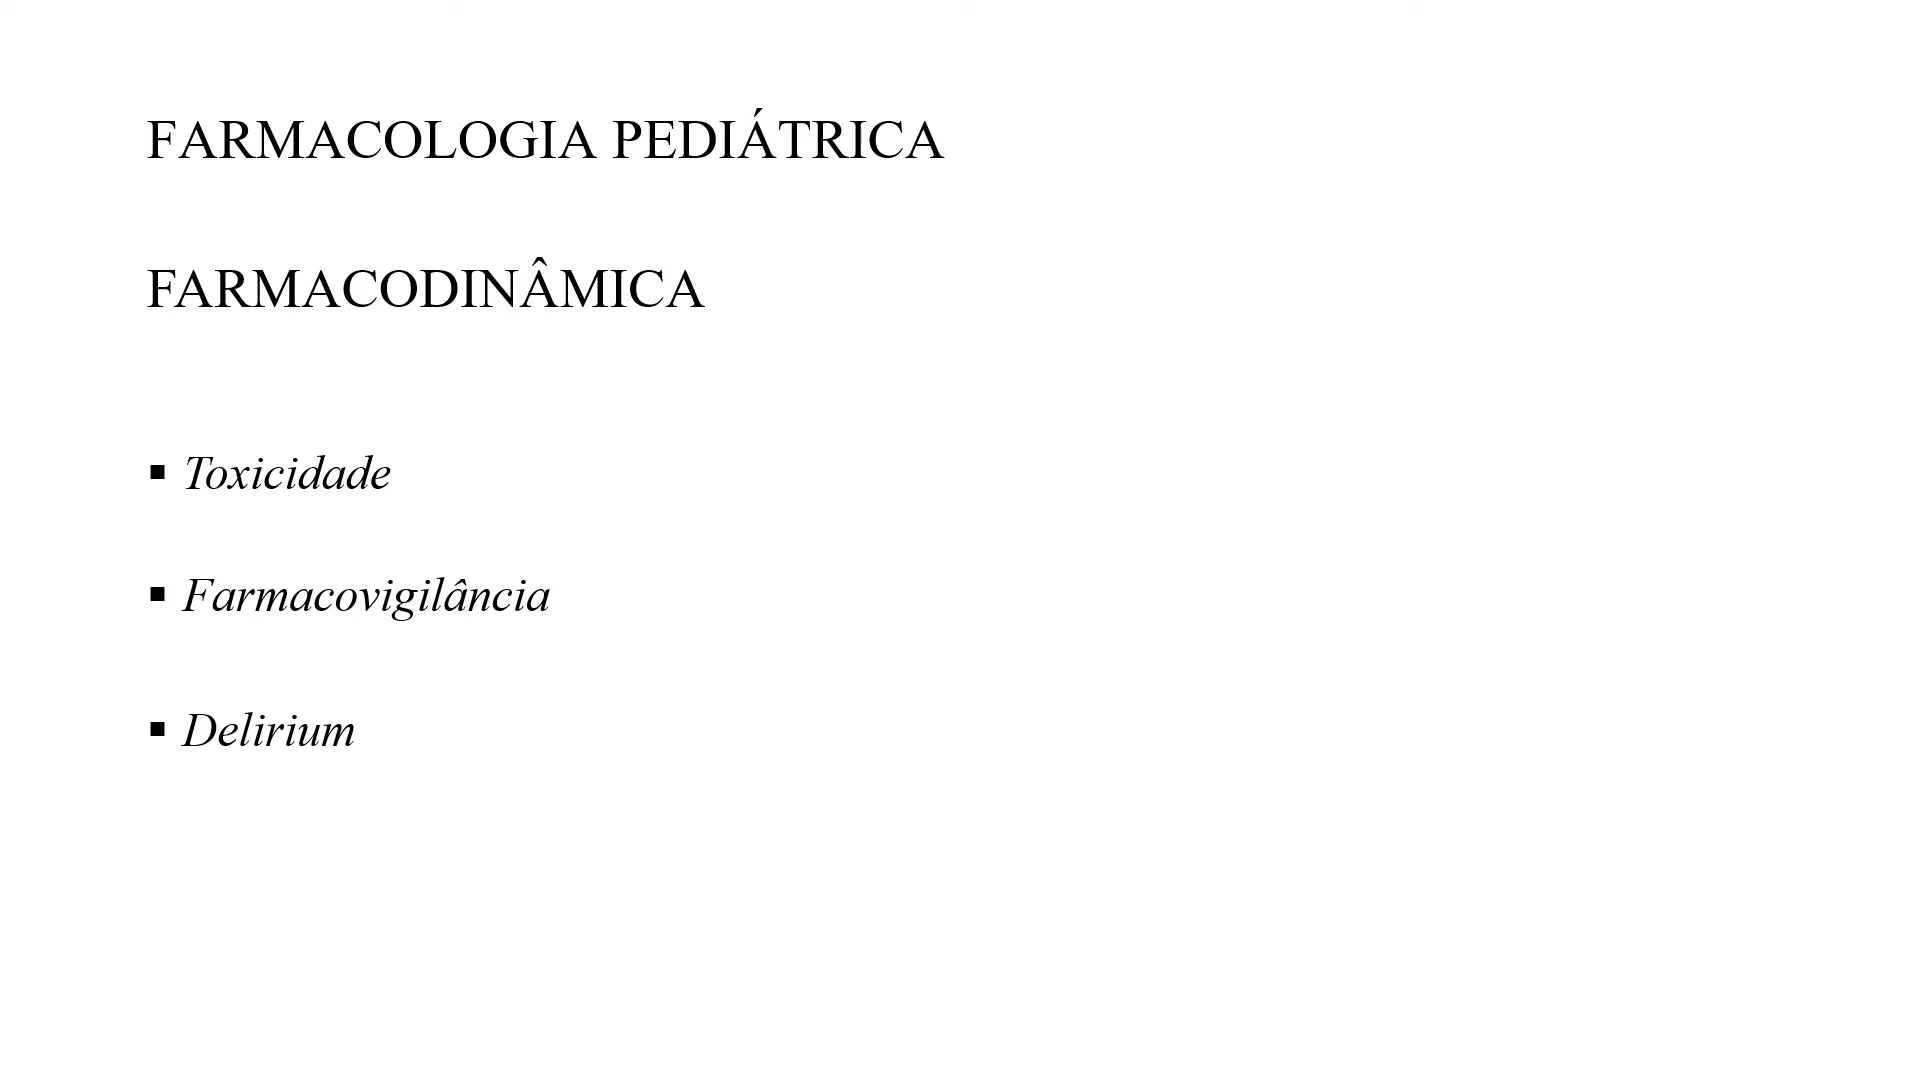 FARMACOLOGIA PEDIÁTRICA
FARMACODINÂMICA
▪ Toxicidade
▪ Farmacovigilância
▪ Delirium